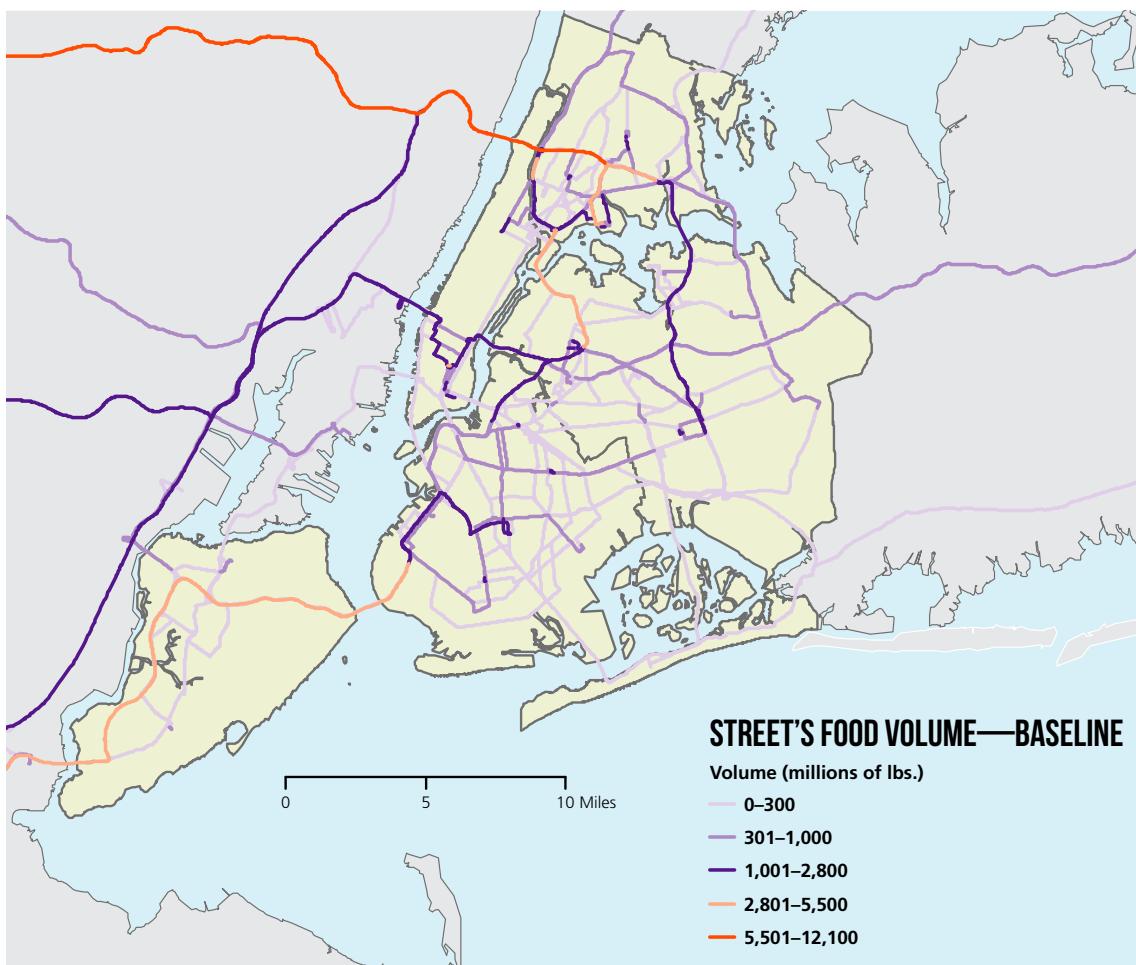 STREET'S FOOD VOLUME—BASELINE
Volume (millions of lbs.)
0–300
301–1,000
1,001–2,800
2,801–5,500
5,501–12,100
0 5 10 Miles